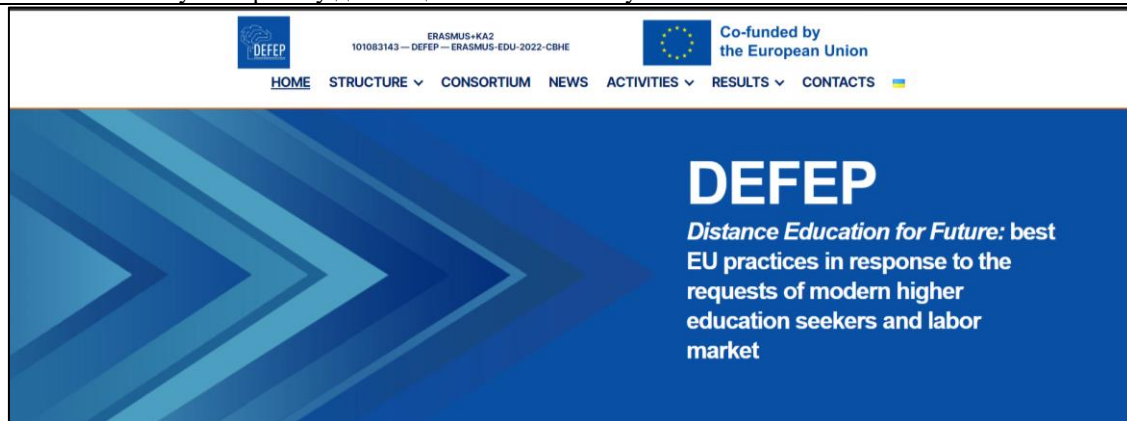 DEFEP
ERASMUS+KA2
101083143 — DEFEP — ERASMUS-EDU-2022-CBHE
Co-funded by
the European Union
HOME STRUCTURE CONSORTIUM NEWS ACTIVITIES RESULTS CONTACTS
DEFEP
Distance Education for Future: best
EU practices in response to the
requests of modern higher
education seekers and labor
market